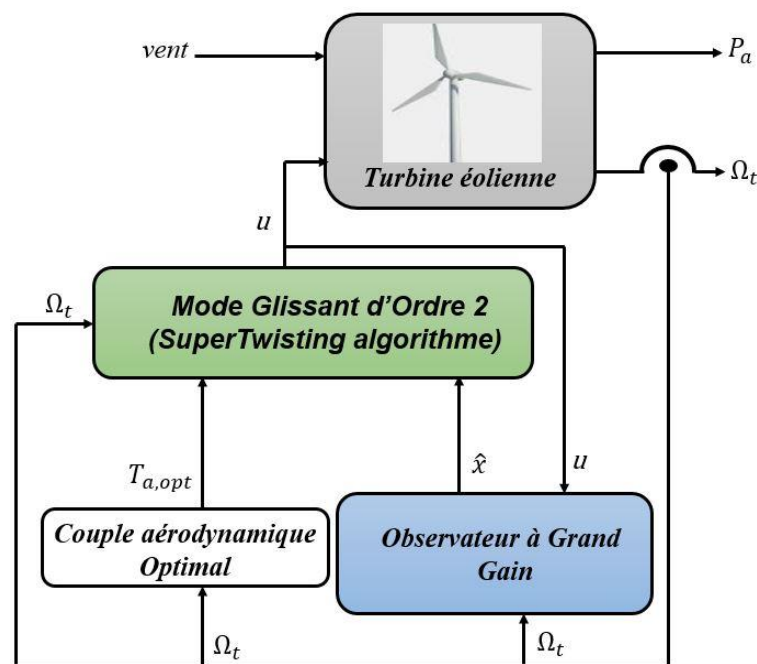 vent
P_a
Turbine éolienne
Ω_t
u
Ω_t
Mode Glissant d’Ordre 2
(SuperTwisting algorithme)
T_{a,opt}
x̂
u
Couple aérodynamique
Optimal
Observateur à Grand
Gain
Ω_t
Ω_t